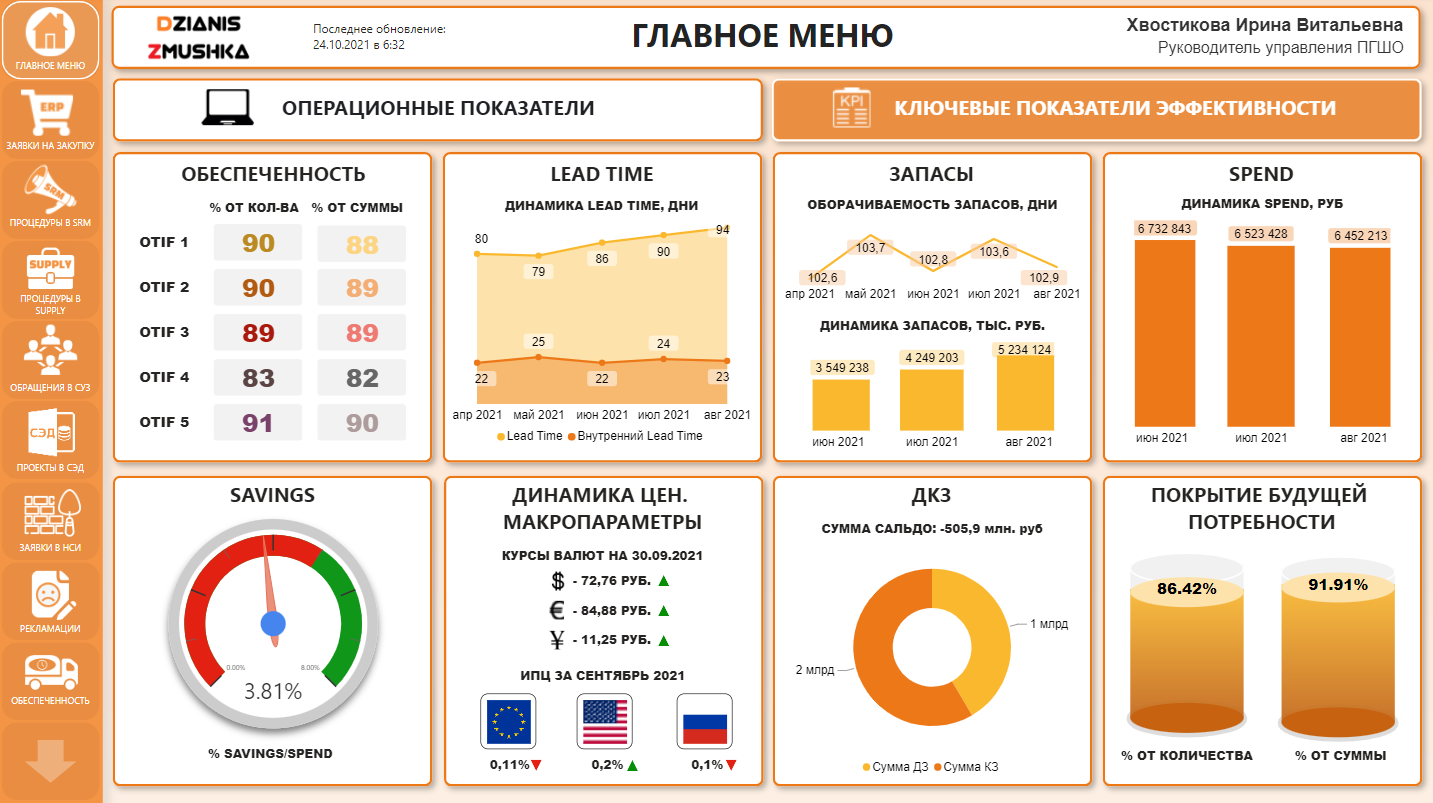 ГЛАВНОЕ МЕНЮ
ERP
ЗАЯВКИ НА ЗАКУПКУ
SRM
ПРОЦЕДУРЫ В SRM
SUPPLY
ПРОЦЕДУРЫ В
SUPPLY
ОБРАЩЕНИЯ В СУЗ
СЭД
ПРОЕКТЫ В СЭД
ЗАЯВКИ В НСИ
РЕКЛАМАЦИИ
ОБЕСПЕЧЕННОСТЬ
DZIANIS
ZMUSHKA
Последнее обновление:
24.10.2021 в 6:32
ГЛАВНОЕ МЕНЮ
Хвостикова Ирина Витальевна
Руководитель управления ПГШО
ОПЕРАЦИОННЫЕ ПОКАЗАТЕЛИ
KPI
КЛЮЧЕВЫЕ ПОКАЗАТЕЛИ ЭФФЕКТИВНОСТИ
ОБЕСПЕЧЕННОСТЬ
% ОТ КОЛ-ВА % ОТ СУММЫ
OTIF 1 90 88
OTIF 2 90 89
OTIF 3 89 89
OTIF 4 83 82
OTIF 5 91 90
LEAD TIME
ДИНАМИКА LEAD TIME, ДНИ
80 79 86 90 94
22 25 22 24 23
апр 2021 май 2021 июн 2021 июл 2021 авг 2021
Lead Time Внутренний Lead Time
ЗАПАСЫ
ОБОРАЧИВАЕМОСТЬ ЗАПАСОВ, ДНИ
102,6 103,7 102,8 103,6 102,9
апр 2021 май 2021 июн 2021 июл 2021 авг 2021
ДИНАМИКА ЗАПАСОВ, ТЫС. РУБ.
3 549 238 4 249 203 5 234 124
июн 2021 июл 2021 авг 2021
SPEND
ДИНАМИКА SPEND, РУБ
6 732 843 6 523 428 6 452 213
июн 2021 июл 2021 авг 2021
SAVINGS
0.00% 8.00%
3.81%
% SAVINGS/SPEND
ДИНАМИКА ЦЕН.
МАКРОПАРАМЕТРЫ
КУРСЫ ВАЛЮТ НА 30.09.2021
$ - 72,76 РУБ.
€ - 84,88 РУБ.
¥ - 11,25 РУБ.
ИПЦ ЗА СЕНТЯБРЬ 2021
0,11% 0,2% 0,1%
ДКЗ
СУММА САЛЬДО: -505,9 млн. руб
1 млрд
2 млрд
Сумма ДЗ Сумма КЗ
ПОКРЫТИЕ БУДУЩЕЙ
ПОТРЕБНОСТИ
86.42% 91.91%
% ОТ КОЛИЧЕСТВА % ОТ СУММЫ